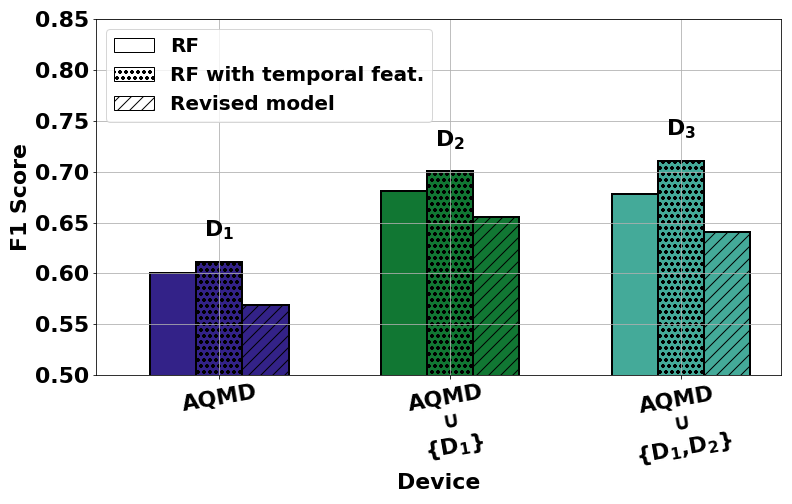 0.85
0.80
0.75
0.70
0.65
0.60
0.55
0.50
F1 Score
RF
RF with temporal feat.
Revised model
D₁
D₂
D₃
AQMD
AQMD
∪
{D₁}
AQMD
∪
{D₁,D₂}
Device